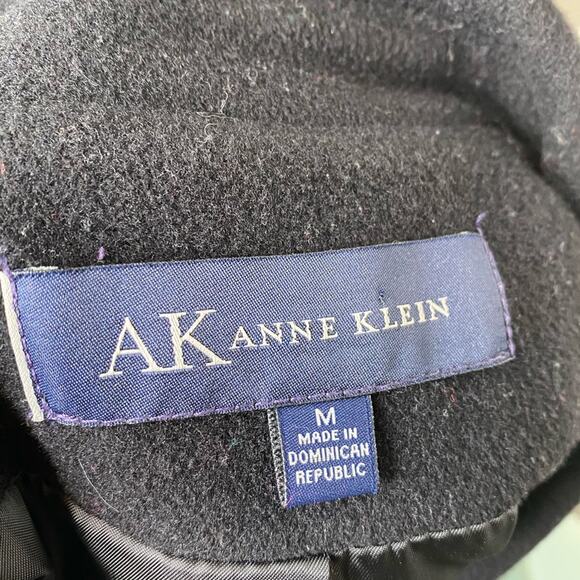 AK ANNE KLEIN
M
MADE IN
DOMINICAN
REPUBLIC